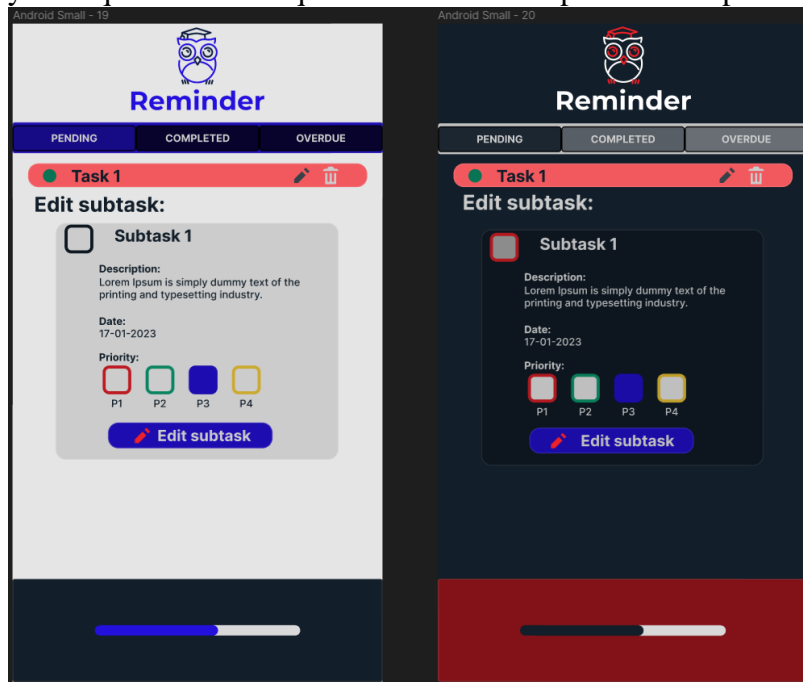 Android Small - 19
Reminder
PENDING COMPLETED OVERDUE
Task 1
Edit subtask:
Subtask 1
Description:
Lorem Ipsum is simply dummy text of the
printing and typesetting industry.
Date:
17-01-2023
Priority:
P1 P2 P3 P4
Edit subtask
Android Small - 20
Reminder
PENDING COMPLETED OVERDUE
Task 1
Edit subtask:
Subtask 1
Description:
Lorem Ipsum is simply dummy text of the
printing and typesetting industry.
Date:
17-01-2023
Priority:
P1 P2 P3 P4
Edit subtask